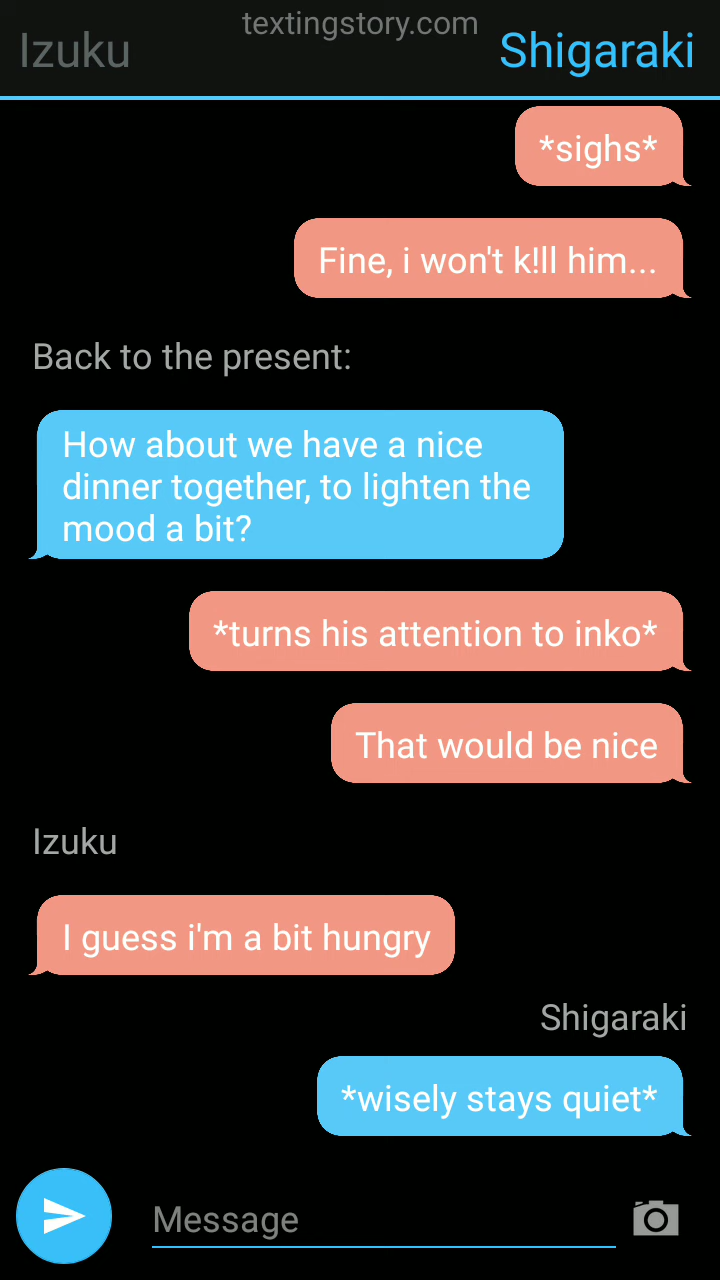 textingstory.com
Izuku
Shigaraki
*sighs*
Fine, i won't k!ll him...
Back to the present:
How about we have a nice
dinner together, to lighten the
mood a bit?
*turns his attention to inko*
That would be nice
Izuku
I guess i'm a bit hungry
Shigaraki
*wisely stays quiet*
Message